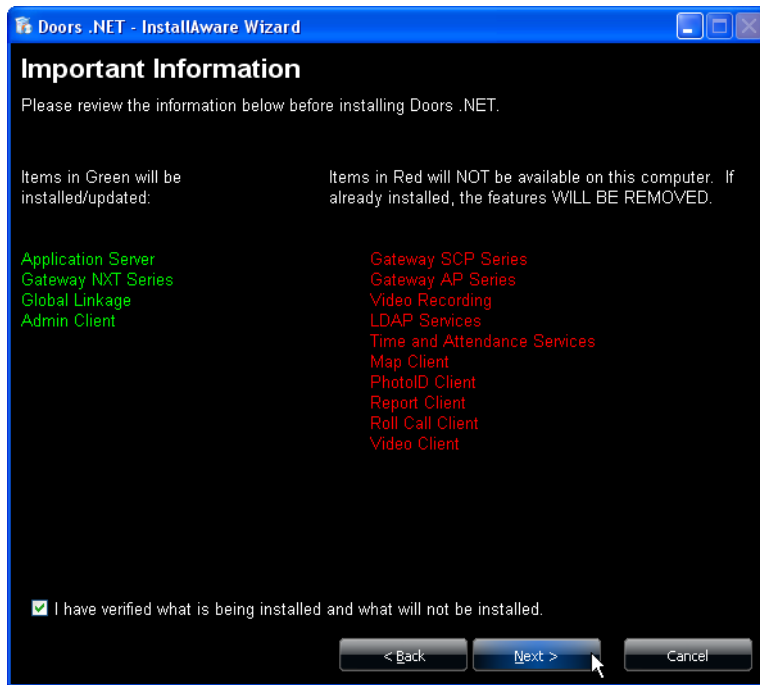 Doors .NET - InstallAware Wizard
Important Information
Please review the information below before installing Doors .NET.
Items in Green will be
installed/updated:
Items in Red will NOT be available on this computer.  If
already installed, the features WILL BE REMOVED.
Application Server
Gateway NXT Series
Global Linkage
Admin Client
Gateway SCP Series
Gateway AP Series
Video Recording
LDAP Services
Time and Attendance Services
Map Client
PhotoID Client
Report Client
Roll Call Client
Video Client
I have verified what is being installed and what will not be installed.
< Back
Next >
Cancel